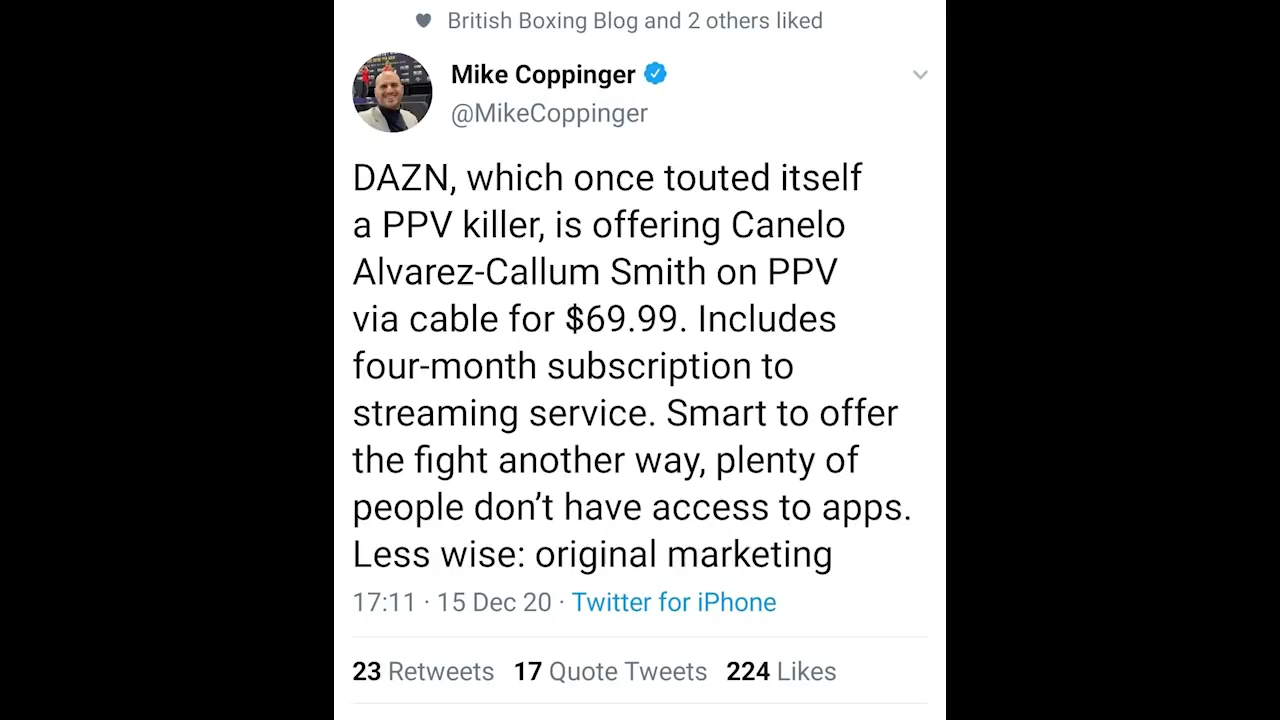 British Boxing Blog and 2 others liked
Mike Coppinger
@MikeCoppinger
DAZN, which once touted itself
a PPV killer, is offering Canelo
Alvarez-Callum Smith on PPV
via cable for $69.99. Includes
four-month subscription to
streaming service. Smart to offer
the fight another way, plenty of
people don’t have access to apps.
Less wise: original marketing
17:11 · 15 Dec 20 · Twitter for iPhone
23 Retweets 17 Quote Tweets 224 Likes